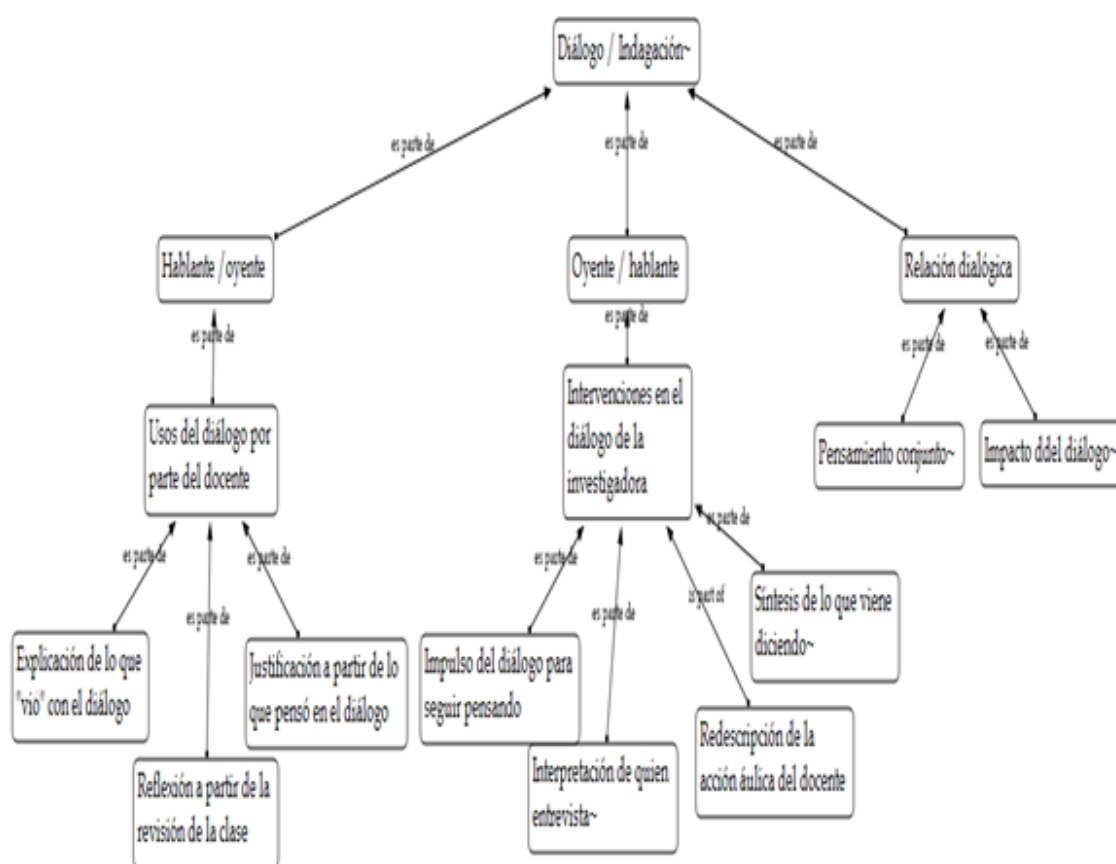 Diálogo / Indagación~
es parte de
es parte de
es parte de
Hablante / oyente
Oyente / hablante
Relación dialógica
es parte de
es parte de
es parte de
es parte de
Usos del diálogo por
parte del docente
Intervenciones en el
diálogo de la
investigadora
Pensamiento conjunto~
Impacto ddel diálogo~
es parte de
es parte de
es parte de
es parte de
es parte de
is part of
es parte de
Explicación de lo que
"vio" con el diálogo
Justificación a partir de lo
que pensó en el diálogo
Reflexión a partir de la
revisión de la clase
Impulso del diálogo para
seguir pensando
Interpretación de quien
entrevista~
Redescripción de la
acción áulica del docente
Síntesis de lo que viene
diciendo~